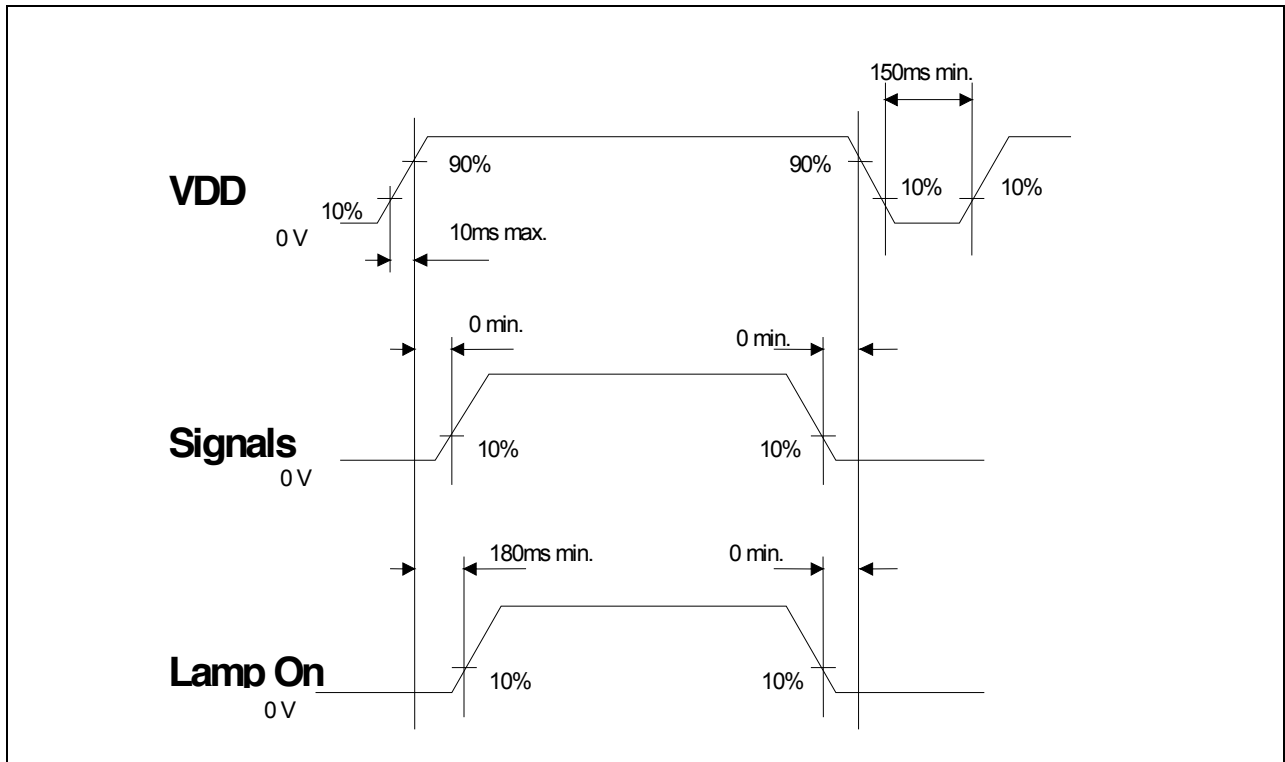 150ms min.
VDD
90%
90%
10%
10%
10%
0 V
10ms max.
0 min.
0 min.
Signals
10%
10%
0 V
180ms min.
0 min.
Lamp On
10%
10%
0 V